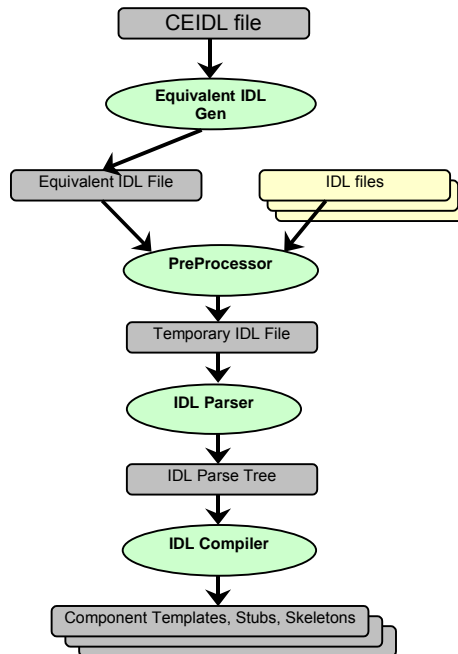 CEIDL file
Equivalent IDL
Gen
Equivalent IDL File
IDL files
PreProcessor
Temporary IDL File
IDL Parser
IDL Parse Tree
IDL Compiler
Component Templates, Stubs, Skeletons